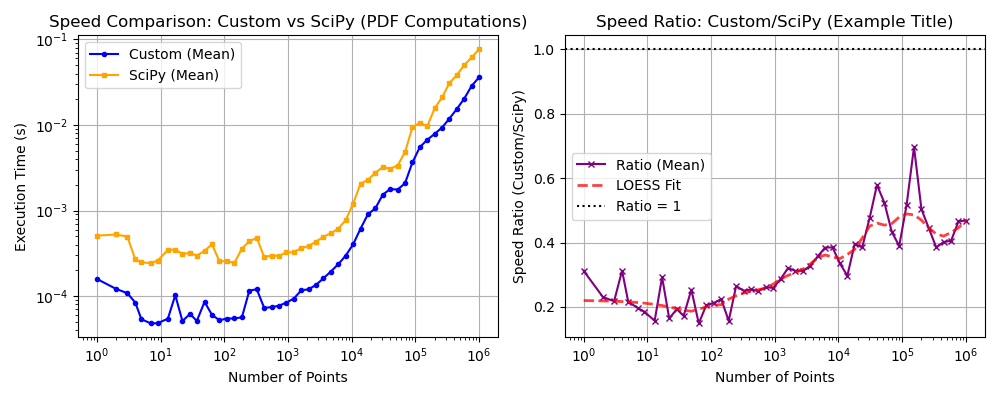 Speed Comparison: Custom vs SciPy (PDF Computations)
Custom (Mean)
SciPy (Mean)
Execution Time (s)
10⁻¹
10⁻²
10⁻³
10⁻⁴
10⁰ 10¹ 10² 10³ 10⁴ 10⁵ 10⁶
Number of Points
Speed Ratio: Custom/SciPy (Example Title)
Ratio (Mean)
LOESS Fit
Ratio = 1
Speed Ratio (Custom/SciPy)
1.0
0.8
0.6
0.4
0.2
10⁰ 10¹ 10² 10³ 10⁴ 10⁵ 10⁶
Number of Points